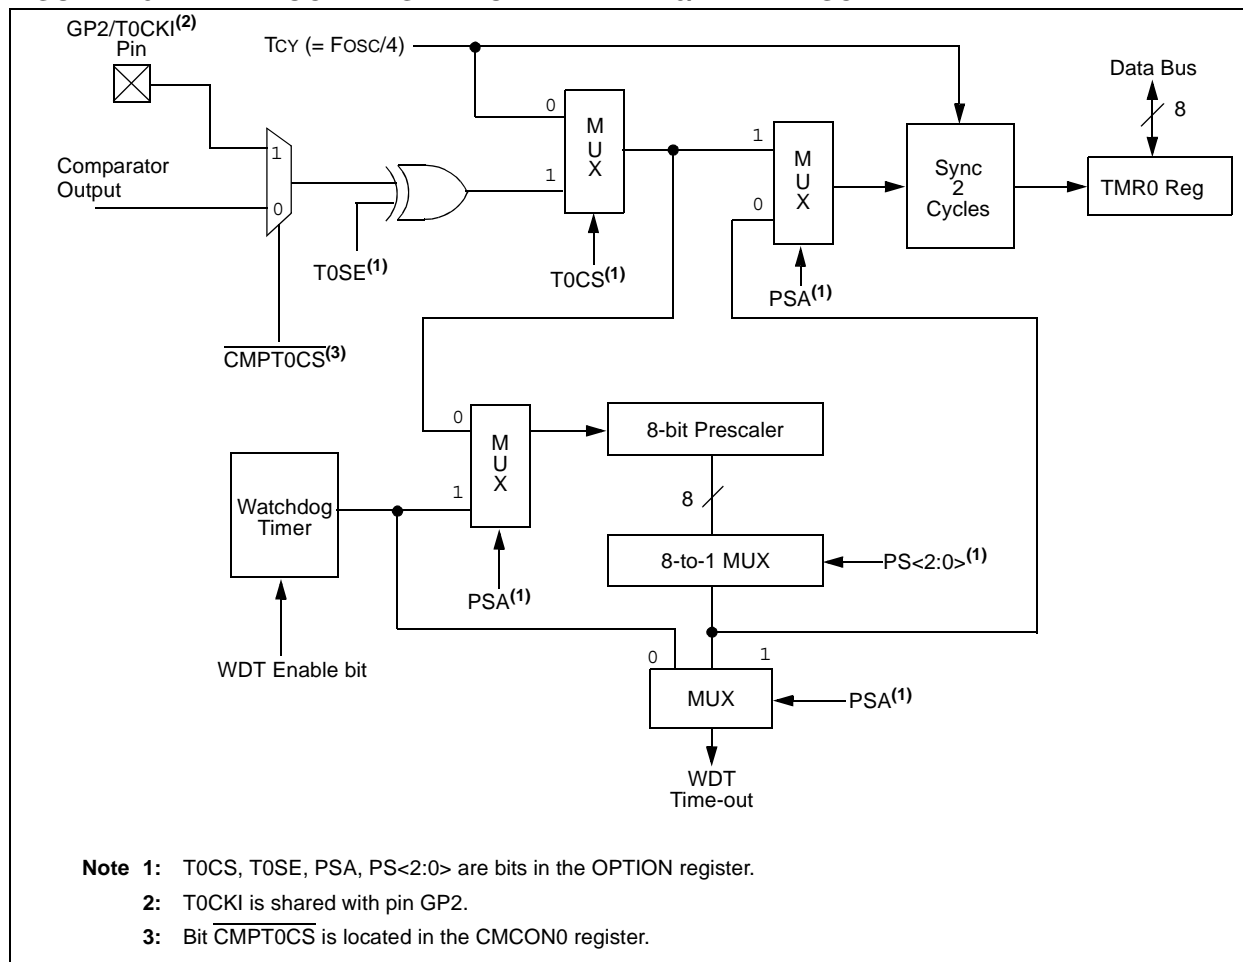 GP2/T0CKI(2)
Pin
TCY (= FOSC/4)
Data Bus
8
0
M
U
X
1
1
M
U
X
0
Sync
2
Cycles
TMR0 Reg
Comparator
Output
1
0
T0SE(1)
T0CS(1)
PSA(1)
CMPT0CS(3)
0
M
U
X
1
8-bit Prescaler
8
Watchdog
Timer
8-to-1 MUX
PS<2:0>(1)
PSA(1)
WDT Enable bit
0
1
MUX
PSA(1)
WDT
Time-out
Note 1: T0CS, T0SE, PSA, PS<2:0> are bits in the OPTION register.
2: T0CKI is shared with pin GP2.
3: Bit CMPT0CS is located in the CMCON0 register.